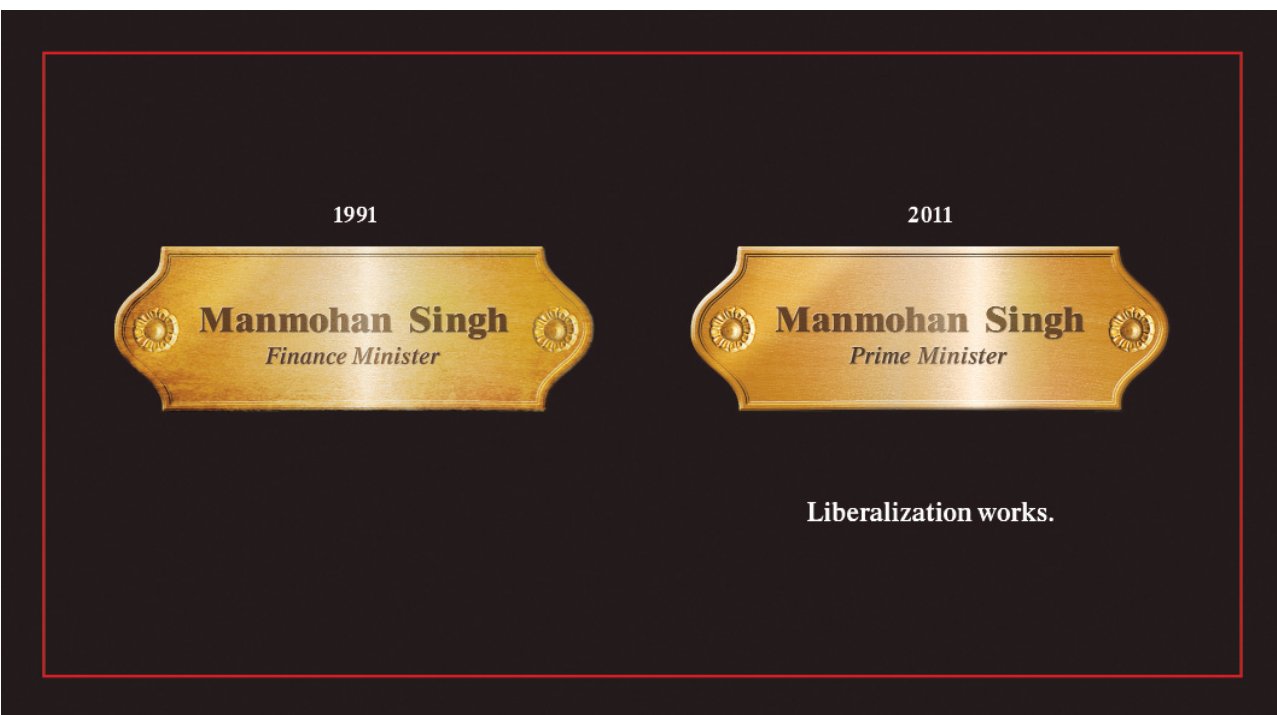 1991
Manmohan Singh
Finance Minister
2011
Manmohan Singh
Prime Minister
Liberalization works.